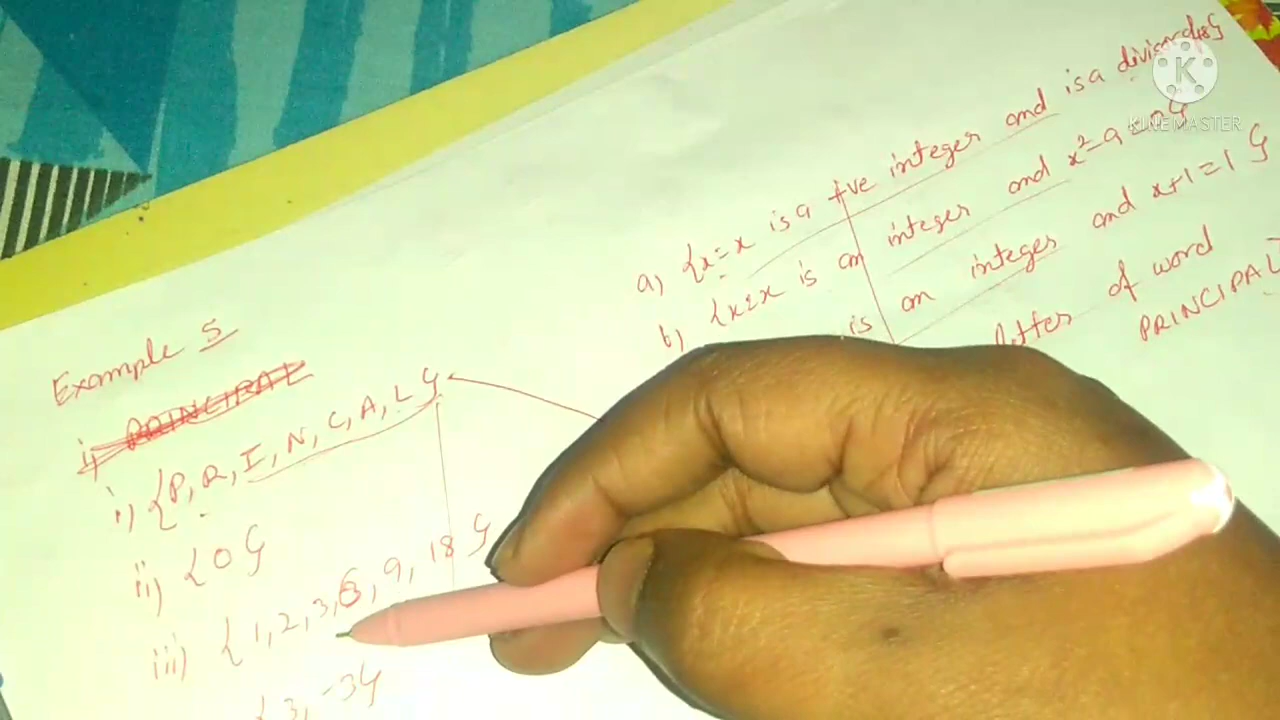 Example 5
i) PRINCIPAL
i) {P, R, I, N, C, A, L}
ii) {0}
iii) {1, 2, 3, 6, 9, 18}
{3, -3}
a) {x = x is a +ve integer and is a divisor
b) {x = x is an integer and x²-9 = 0}
is an integer and x+1=1}
letter of word
PRINCIPAL}
KINEMASTER